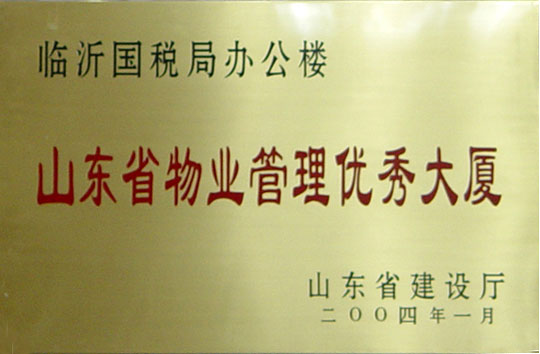 临沂国税局办公楼
山东省物业管理优秀大厦
山东省建设厅
二〇〇四年一月